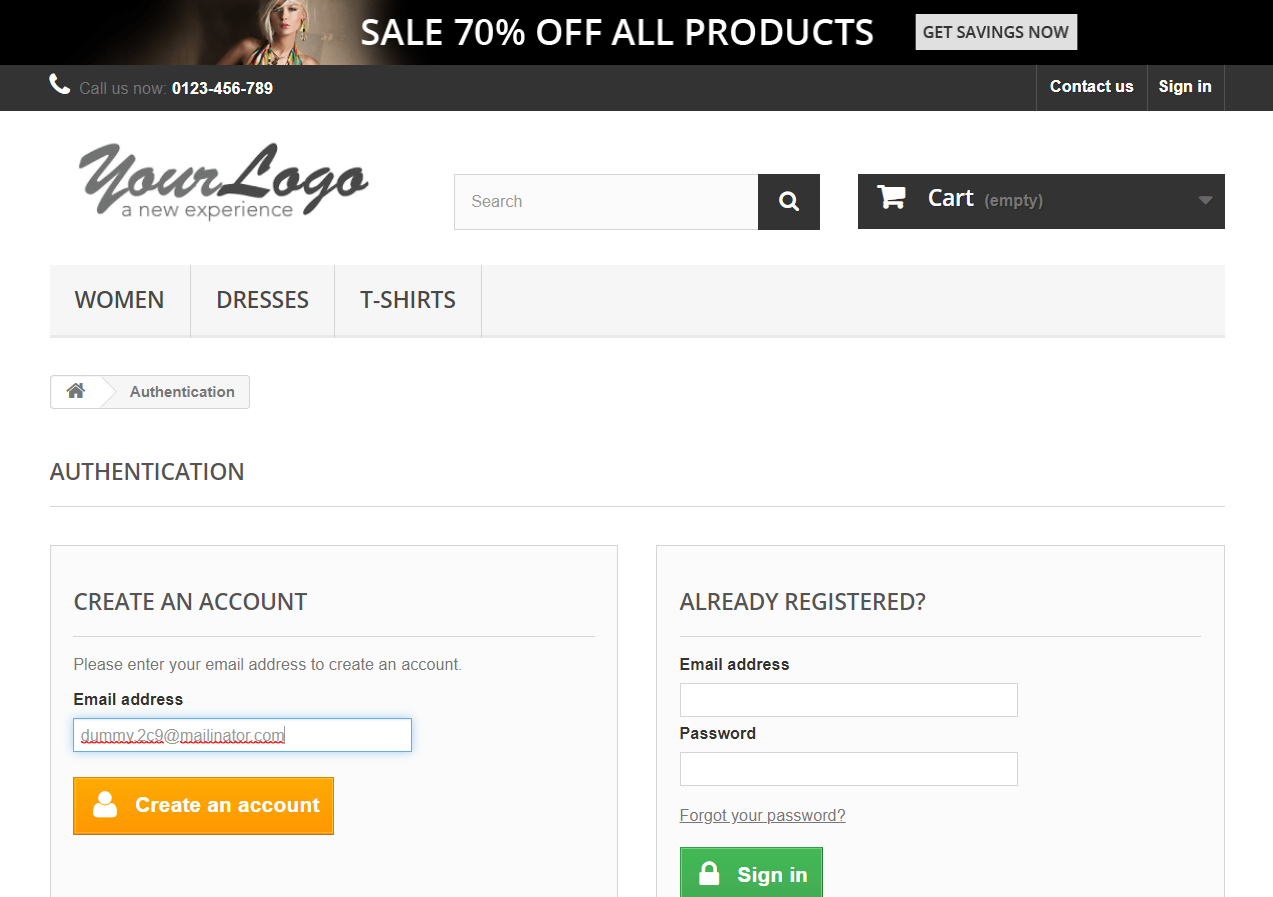 SALE 70% OFF ALL PRODUCTS GET SAVINGS NOW
Call us now: 0123-456-789 Contact us Sign in
Your Logo
a new experience
Search
Cart (empty)
WOMEN DRESSES T-SHIRTS
Authentication
AUTHENTICATION
CREATE AN ACCOUNT
Please enter your email address to create an account.
Email address
dummy.2c9@mailinator.com
Create an account
ALREADY REGISTERED?
Email address
Password
Forgot your password?
Sign in